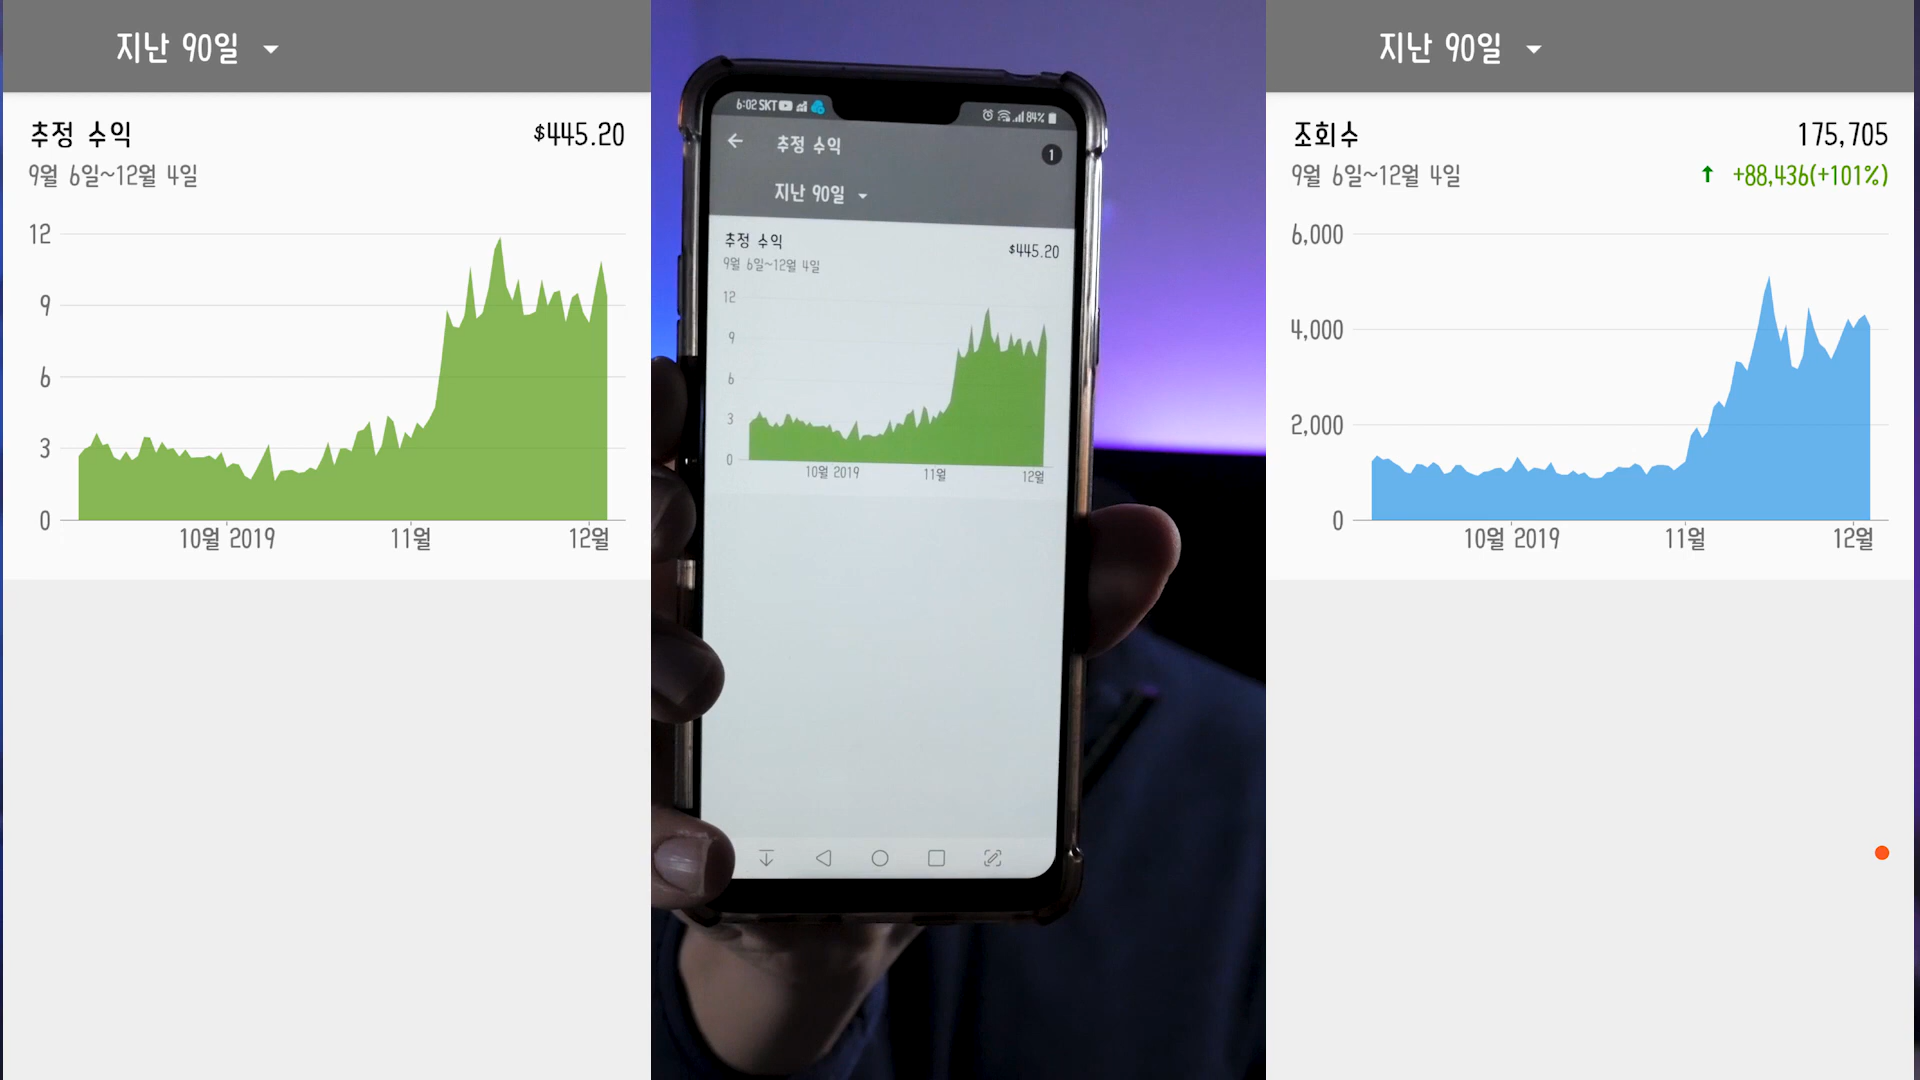 지난 90일
추정 수익
$445.20
9월 6일~12월 4일
12
9
6
3
0
10월 2019
11월
12월
6:02 SKT
84%
추정 수익
1
지난 90일
추정 수익
$445.20
9월 6일~12월 4일
12
9
6
3
0
10월 2019
11월
12월
지난 90일
조회수
175,705
9월 6일~12월 4일
+88,436(+101%)
6,000
4,000
2,000
0
10월 2019
11월
12월